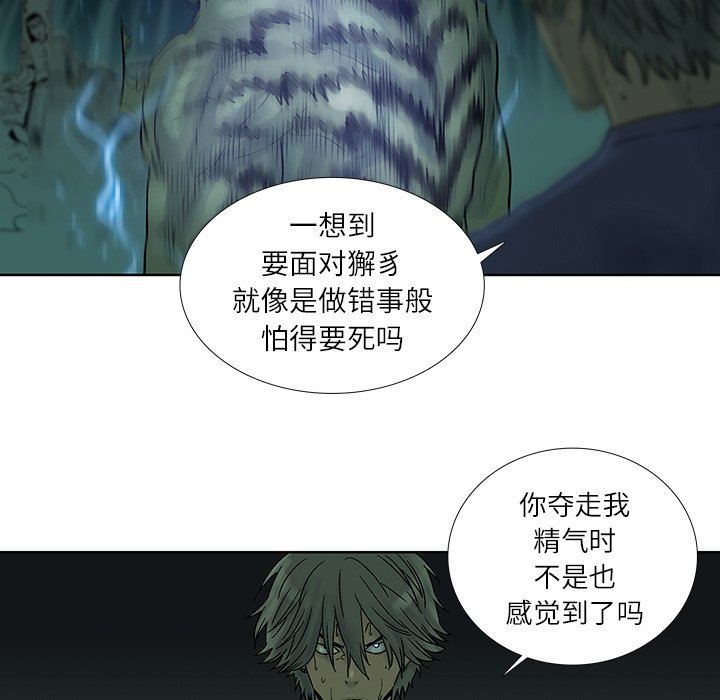 一想到
要面对獬豸
就像是做错事般
怕得要死吗
你夺走我
精气时
不是也
感觉到了吗